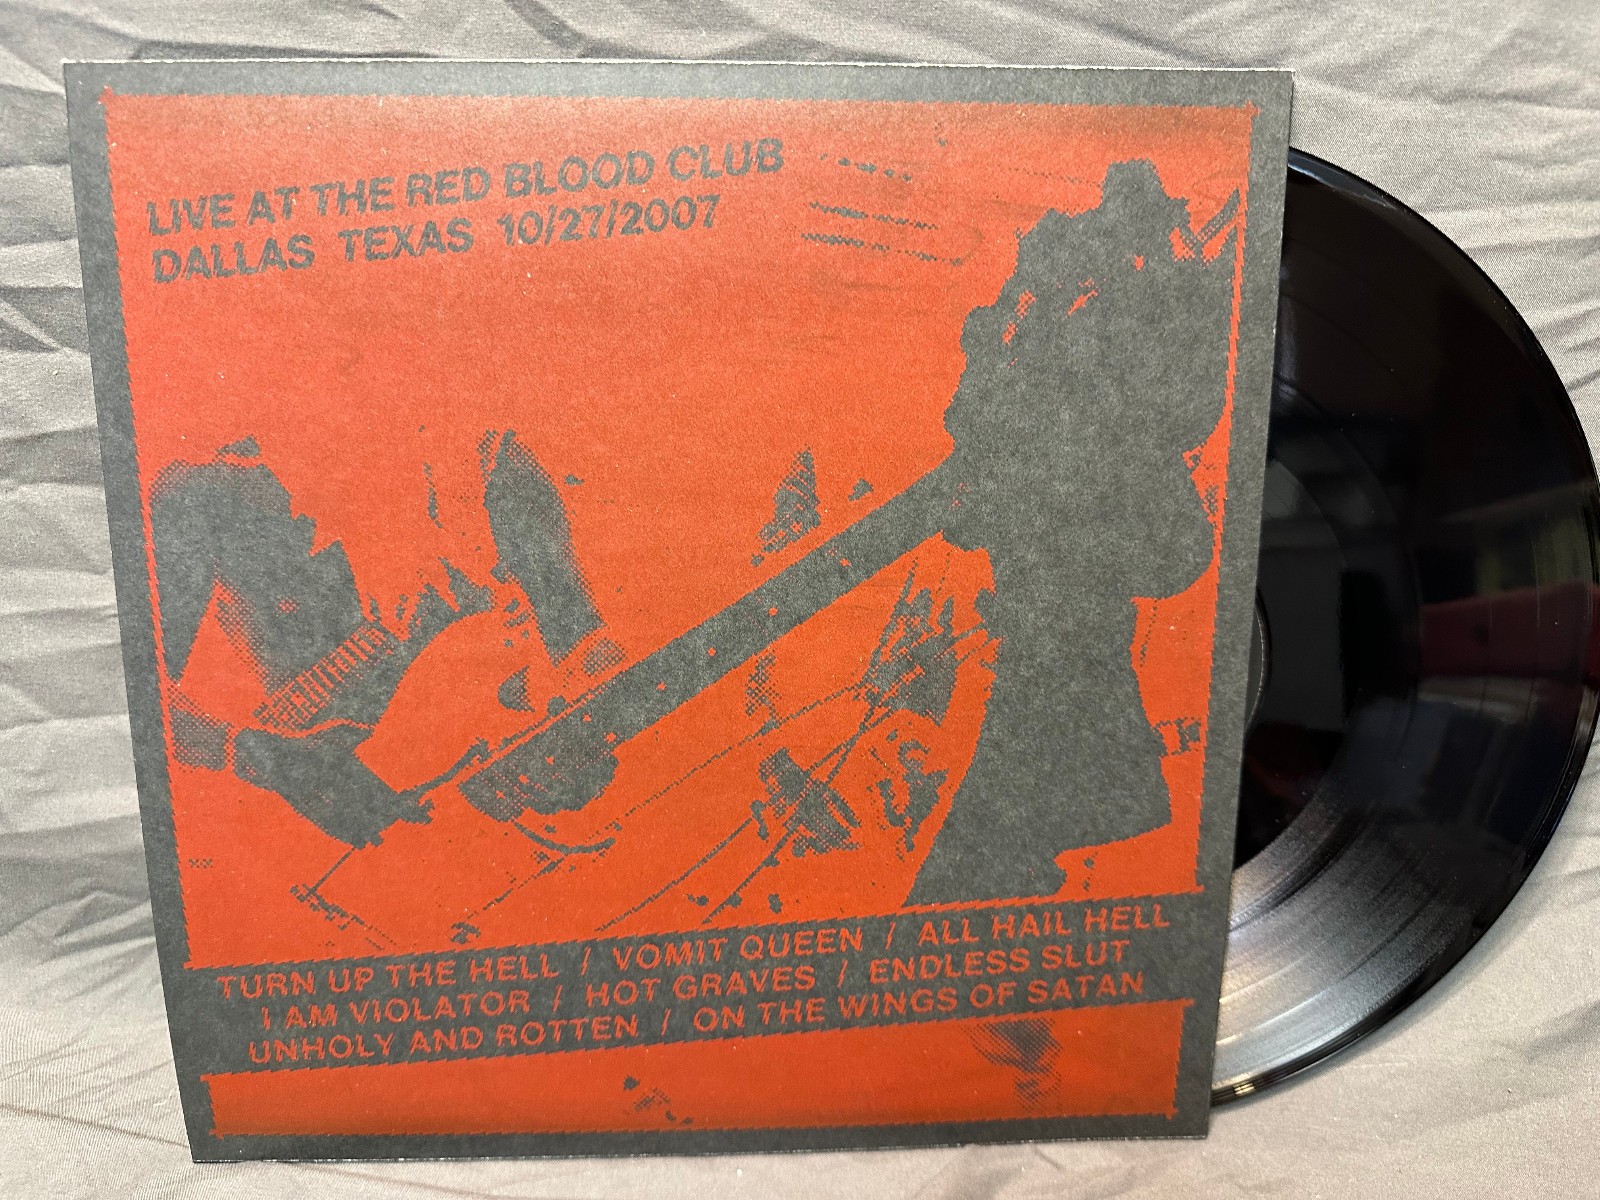 LIVE AT THE RED BLOOD CLUB
DALLAS TEXAS 10/27/2007
TURN UP THE HELL / VOMIT QUEEN / ALL HAIL HELL
I AM VIOLATOR / HOT GRAVES / ENDLESS SLUT
UNHOLY AND ROTTEN / ON THE WINGS OF SATAN